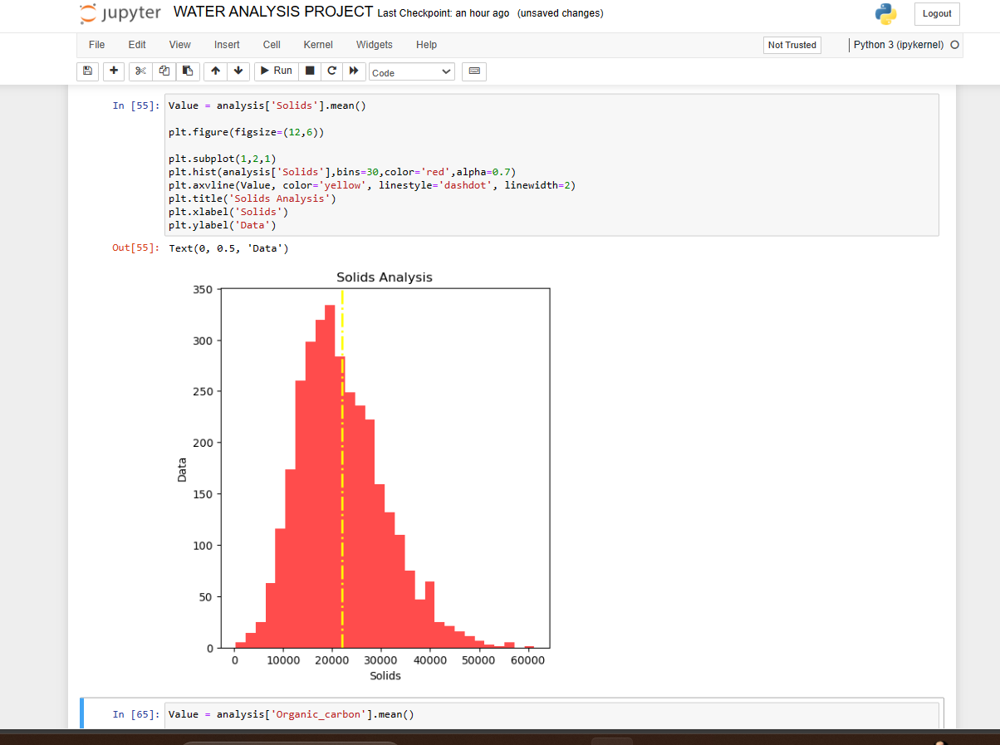 jupyter WATER ANALYSIS PROJECT Last Checkpoint: an hour ago (unsaved changes) Logout
File Edit View Insert Cell Kernel Widgets Help Not Trusted Python 3 (ipykernel)
Run Code
In [55]: Value = analysis['Solids'].mean()
plt.figure(figsize=(12,6))
plt.subplot(1,2,1)
plt.hist(analysis['Solids'],bins=30,color='red',alpha=0.7)
plt.axvline(Value, color='yellow', linestyle='dashdot', linewidth=2)
plt.title('Solids Analysis')
plt.xlabel('Solids')
plt.ylabel('Data')
Out[55]: Text(0, 0.5, 'Data')
Solids Analysis
350
300
250
200
150
100
50
0
Data
0 10000 20000 30000 40000 50000 60000
Solids
In [65]: Value = analysis['Organic_carbon'].mean()